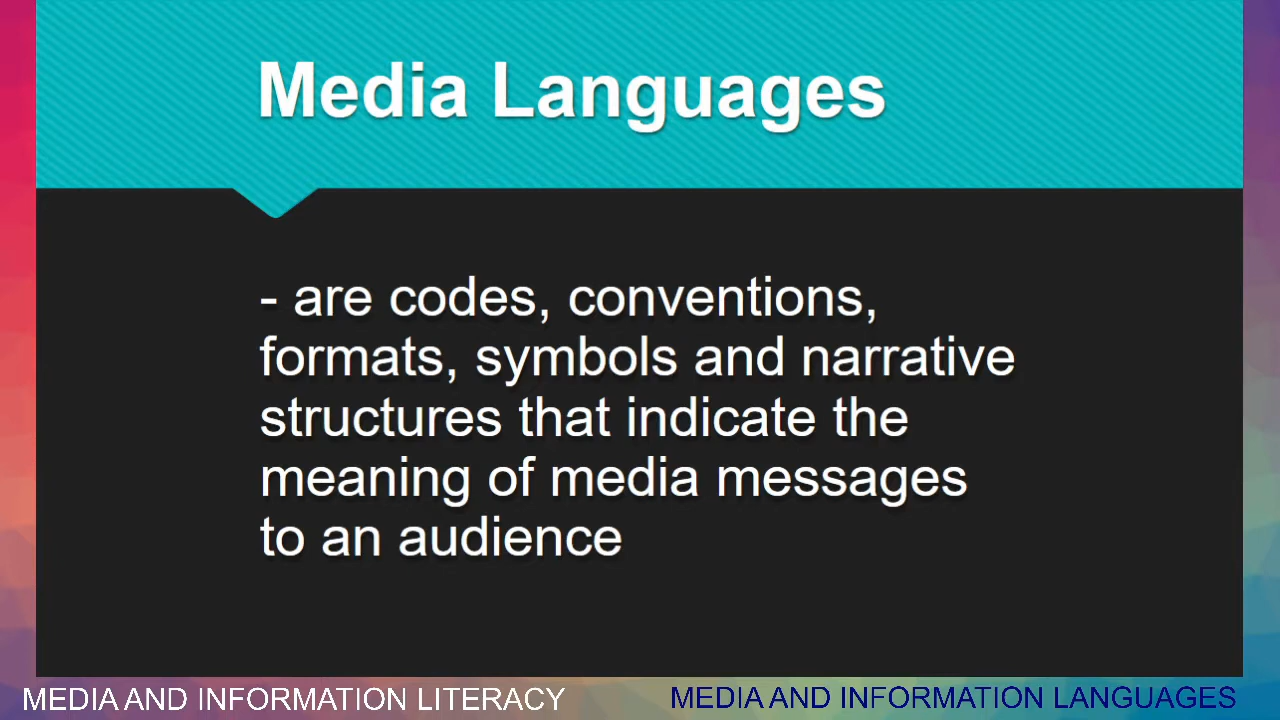 Media Languages
- are codes, conventions,
formats, symbols and narrative
structures that indicate the
meaning of media messages
to an audience
MEDIA AND INFORMATION LITERACY
MEDIA AND INFORMATION LANGUAGES